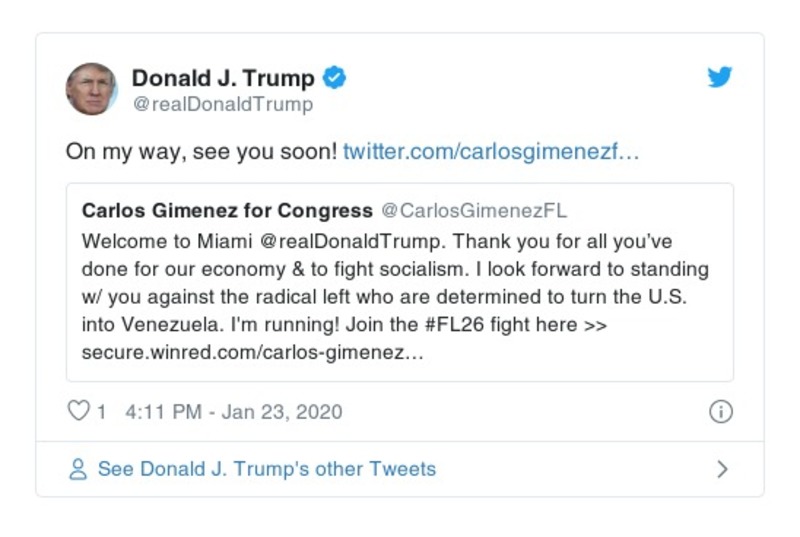 Donald J. Trump
@realDonaldTrump
On my way, see you soon! twitter.com/carlosgimenezf…
Carlos Gimenez for Congress @CarlosGimenezFL
Welcome to Miami @realDonaldTrump. Thank you for all you’ve
done for our economy & to fight socialism. I look forward to standing
w/ you against the radical left who are determined to turn the U.S.
into Venezuela. I'm running! Join the #FL26 fight here >>
secure.winred.com/carlos-gimenez…
1 4:11 PM - Jan 23, 2020
See Donald J. Trump's other Tweets